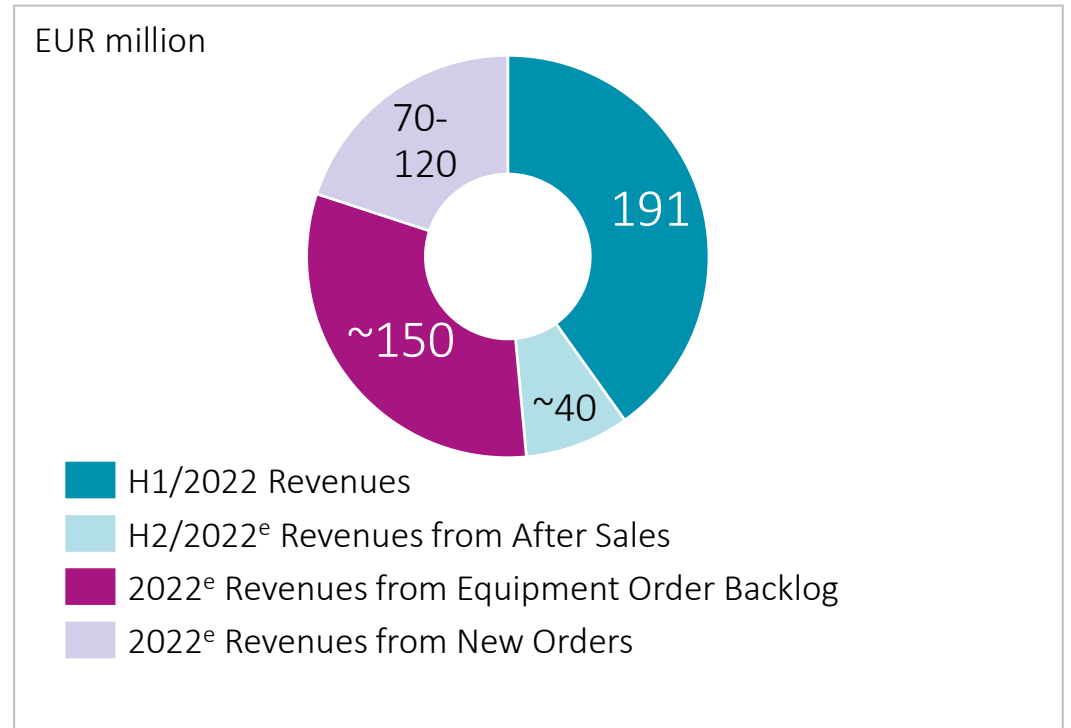 EUR million
70-
120
191
~150
~40
H1/2022 Revenues
H2/2022ᵉ Revenues from After Sales
2022ᵉ Revenues from Equipment Order Backlog
2022ᵉ Revenues from New Orders